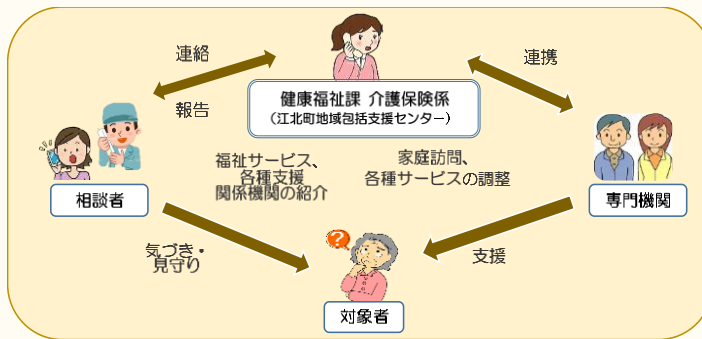 連絡
報告
連携
健康福祉課 介護保険係
（江北町地域包括支援センター）
福祉サービス、
各種支援
関係機関の紹介
家庭訪問、
各種サービスの調整
相談者
専門機関
気づき・
見守り
?
支援
対象者